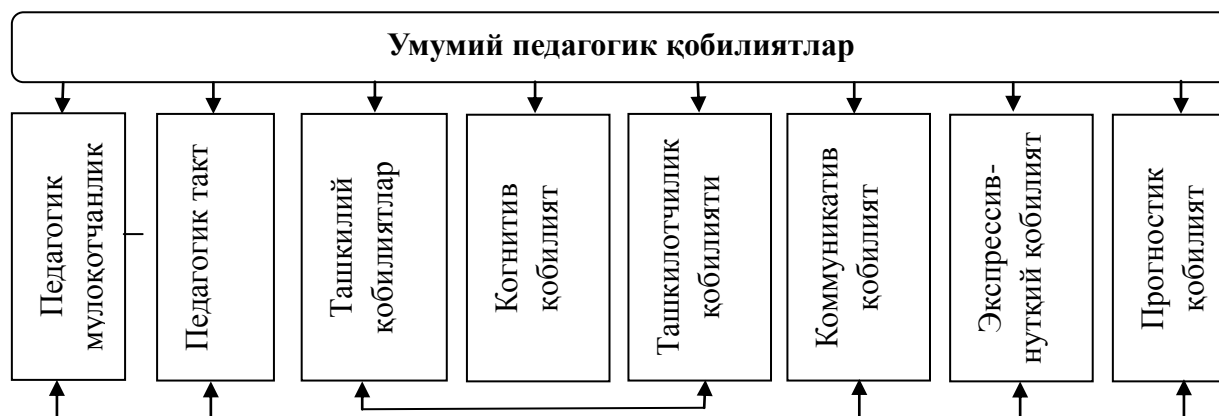 Умумий педагогик қобилиятлар
Педагогик
мулоқотчанлик
Педагогик такт
Ташкилий
қобилиятлар
Когнитив
қобилият
Ташкилотчилик
қобилияти
Коммуникатив
қобилият
Экспрессив-
нутқий қобилият
Прогностик
қобилият